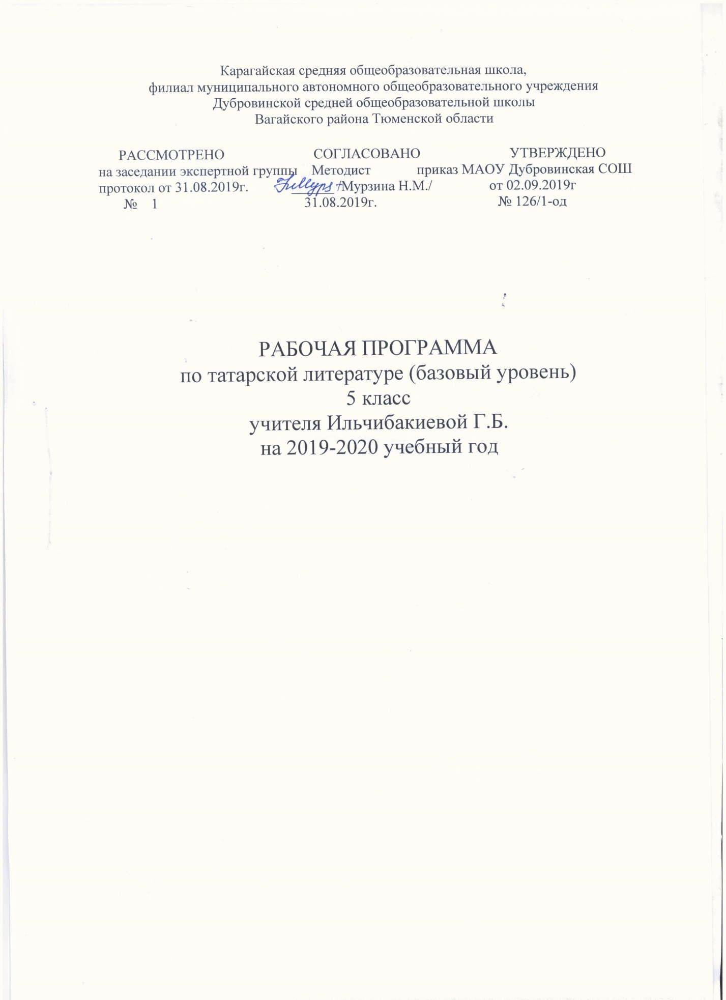 Карагайская средняя общеобразовательная школа,
филиал муниципального автономного общеобразовательного учреждения
Дубровинской средней общеобразовательной школы
Вагайского района Тюменской области
РАССМОТРЕНО СОГЛАСОВАНО УТВЕРЖДЕНО
на заседании экспертной группы Методист приказ МАОУ Дубровинская СОШ
протокол от 31.08.2019г. /Мурзина Н.М./ от 02.09.2019г
№ 1 31.08.2019г. № 126/1-од
РАБОЧАЯ ПРОГРАММА
по татарской литературе (базовый уровень)
5 класс
учителя Ильчибакиевой Г.Б.
на 2019-2020 учебный год